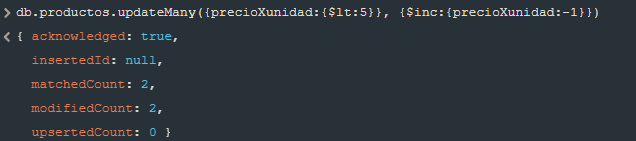 > db.productos.updateMany({precioXunidad:{$lt:5}}, {$inc:{precioXunidad:-1}})
< { acknowledged: true,
insertedId: null,
matchedCount: 2,
modifiedCount: 2,
upsertedCount: 0 }